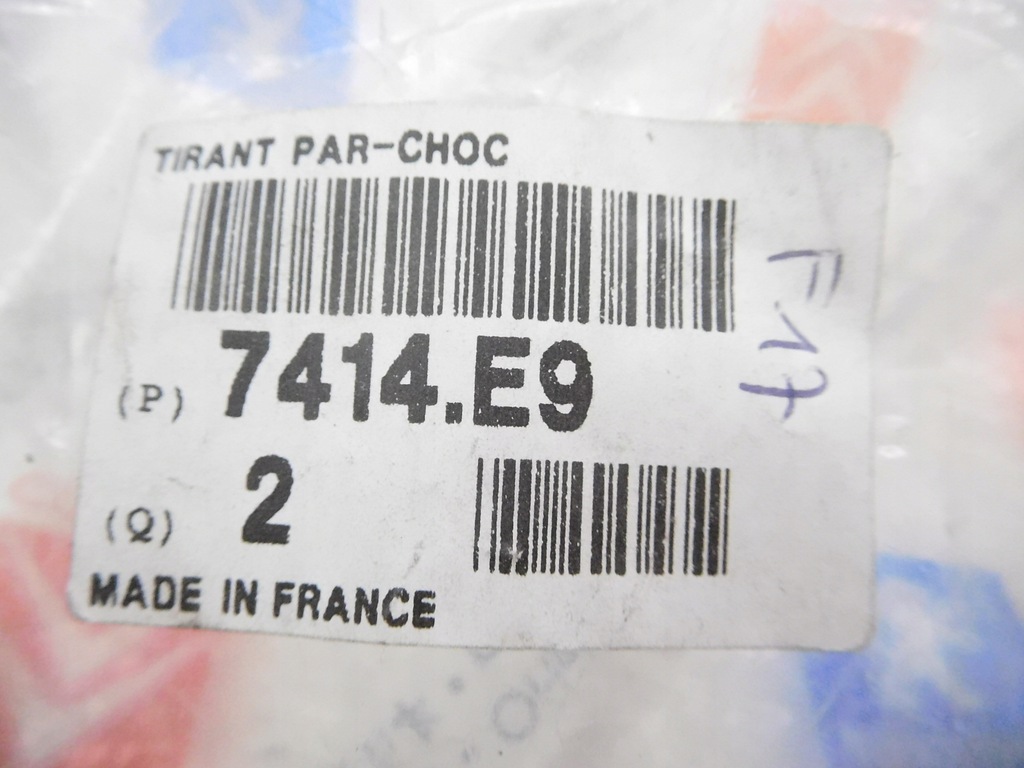 TIRANT PAR-CHOC
(P) 7414.E9
(Q) 2
MADE IN FRANCE